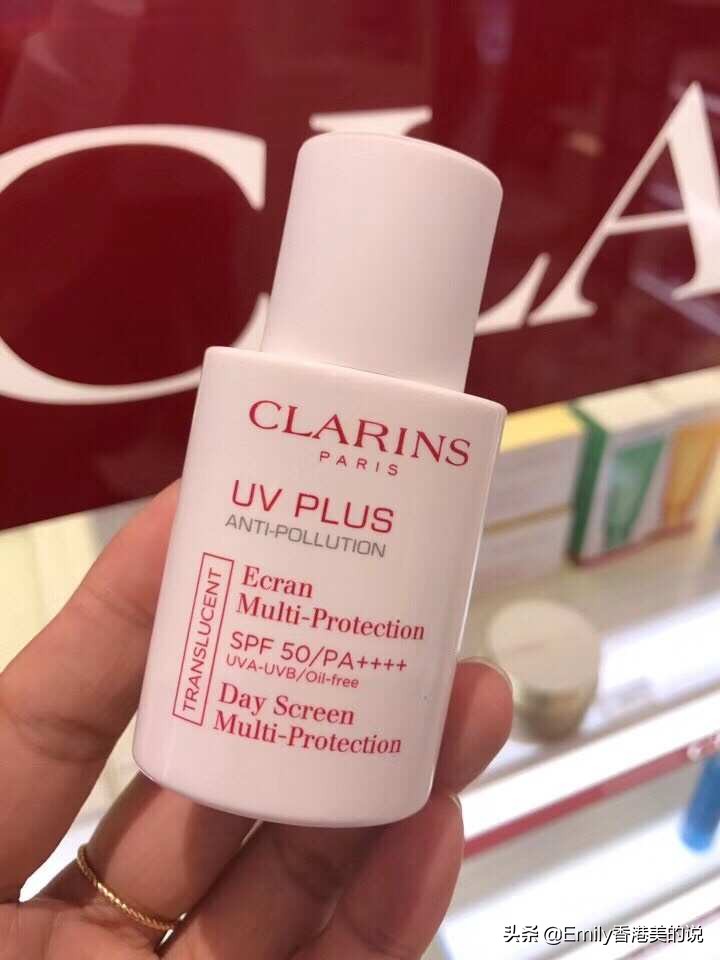 CLA
CLARINS
PARIS
UV PLUS
ANTI-POLLUTION
TRANSLUCENT
Ecran
Multi-Protection
SPF 50/PA++++
UVA-UVB/Oil-free
Day Screen
Multi-Protection
头条 @Emily香港美的说